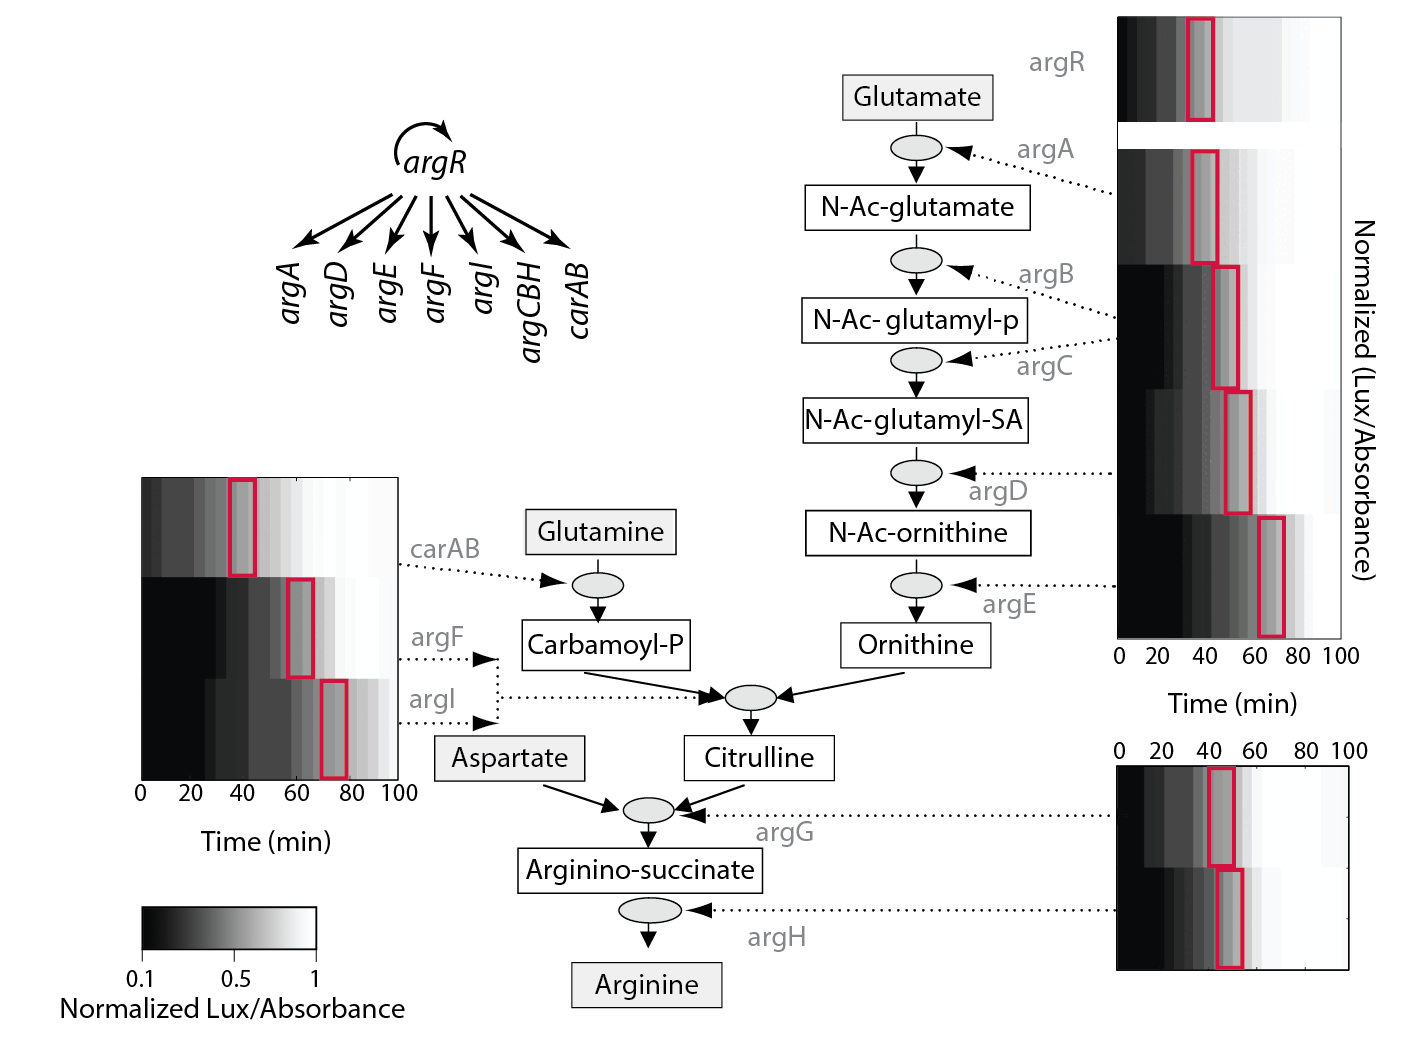 argR
argA
argD
argE
argF
argI
argCBH
carAB
argR
Glutamate
argA
N-Ac-glutamate
argB
N-Ac- glutamyl-p
argC
N-Ac-glutamyl-SA
argD
N-Ac-ornithine
argE
Ornithine
Normalized (Lux/Absorbance)
0 20 40 60 80 100
Time (min)
Glutamine
carAB
Carbamoyl-P
argF
argI
0 20 40 60 80 100
Time (min)
Aspartate
Citrulline
argG
Arginino-succinate
argH
Arginine
0 20 40 60 80 100
0.1 0.5 1
Normalized Lux/Absorbance